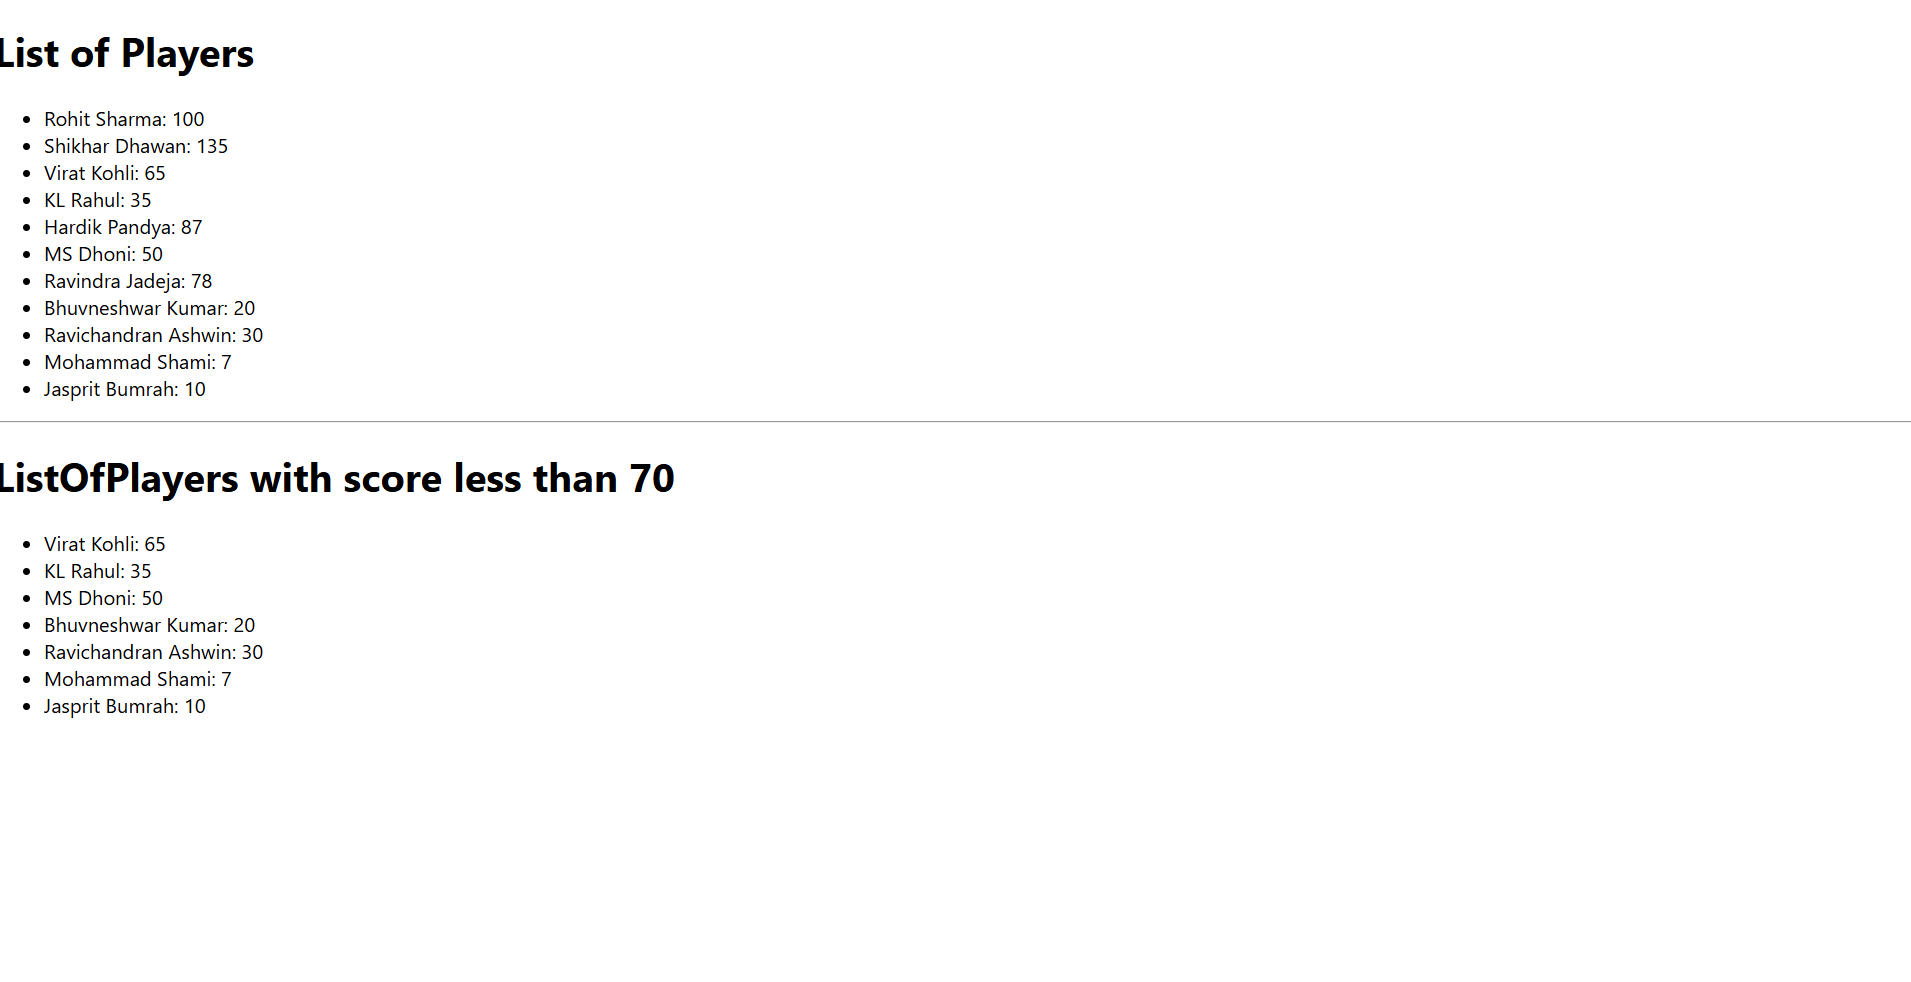 List of Players
Rohit Sharma: 100
Shikhar Dhawan: 135
Virat Kohli: 65
KL Rahul: 35
Hardik Pandya: 87
MS Dhoni: 50
Ravindra Jadeja: 78
Bhuvneshwar Kumar: 20
Ravichandran Ashwin: 30
Mohammad Shami: 7
Jasprit Bumrah: 10
ListOfPlayers with score less than 70
Virat Kohli: 65
KL Rahul: 35
MS Dhoni: 50
Bhuvneshwar Kumar: 20
Ravichandran Ashwin: 30
Mohammad Shami: 7
Jasprit Bumrah: 10